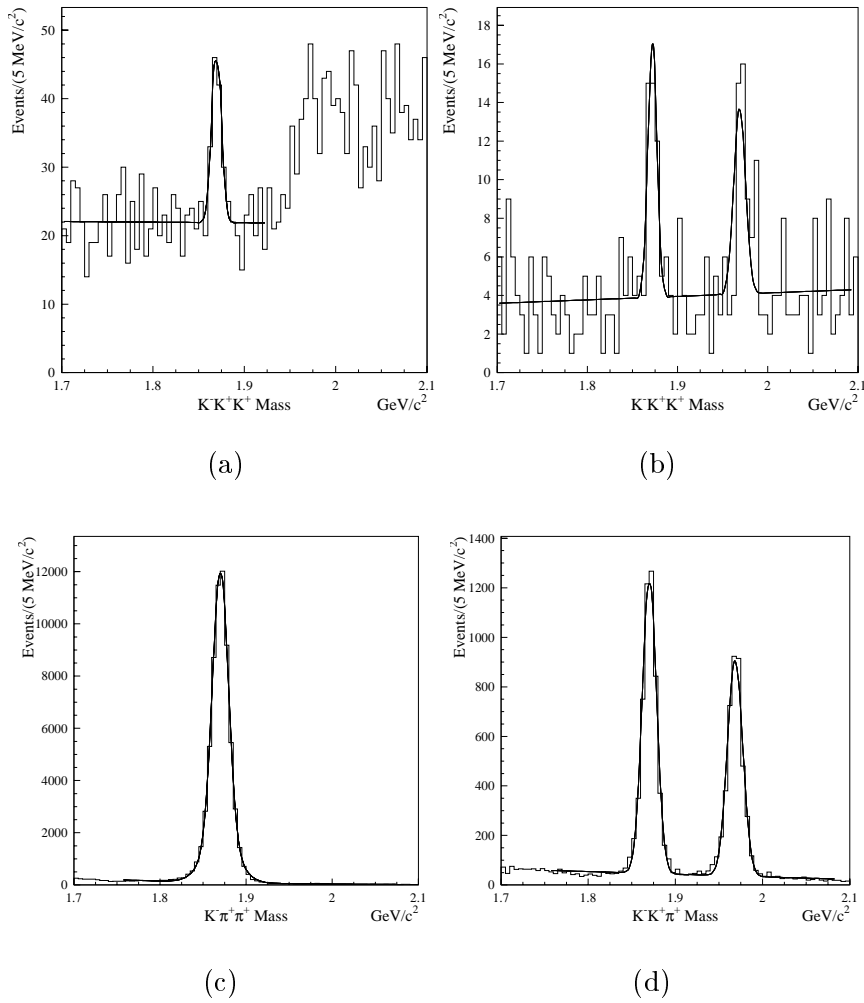 Events/(5 MeV/c²)
50
40
30
20
10
0
1.7 1.8 1.9 2 2.1
K⁻K⁺K⁺ Mass GeV/c²
(a)
Events/(5 MeV/c²)
18
16
14
12
10
8
6
4
2
0
1.7 1.8 1.9 2 2.1
K⁻K⁺K⁺ Mass GeV/c²
(b)
Events/(5 MeV/c²)
12000
10000
8000
6000
4000
2000
0
1.7 1.8 1.9 2 2.1
K⁻π⁺π⁺ Mass GeV/c²
(c)
Events/(5 MeV/c²)
1400
1200
1000
800
600
400
200
0
1.7 1.8 1.9 2 2.1
K⁻K⁺π⁺ Mass GeV/c²
(d)